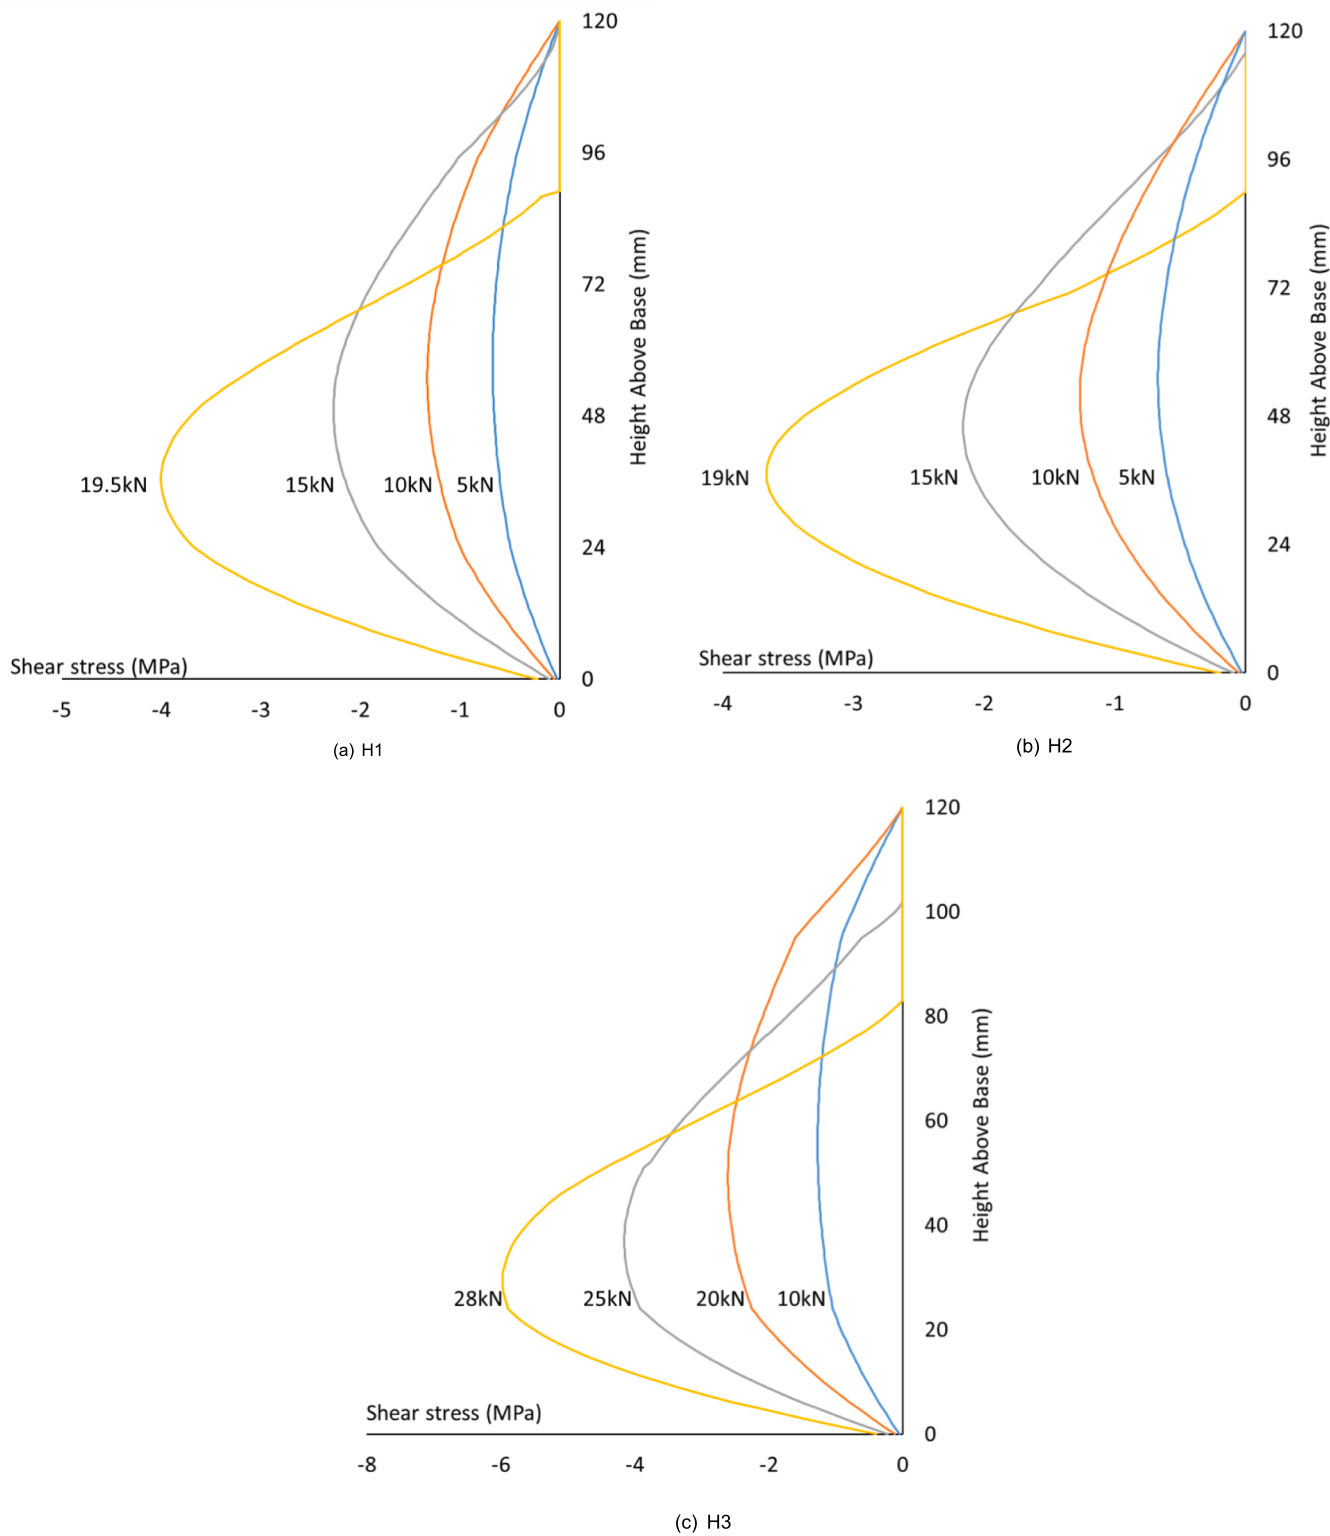 120
96
72
48
24
0
Height Above Base (mm)
19.5kN
15kN
10kN
5kN
Shear stress (MPa)
-5 -4 -3 -2 -1 0
(a) H1
120
96
72
48
24
0
Height Above Base (mm)
19kN
15kN
10kN
5kN
Shear stress (MPa)
-4 -3 -2 -1 0
(b) H2
120
100
80
60
40
20
0
Height Above Base (mm)
28kN
25kN
20kN
10kN
Shear stress (MPa)
-8 -6 -4 -2 0
(c) H3